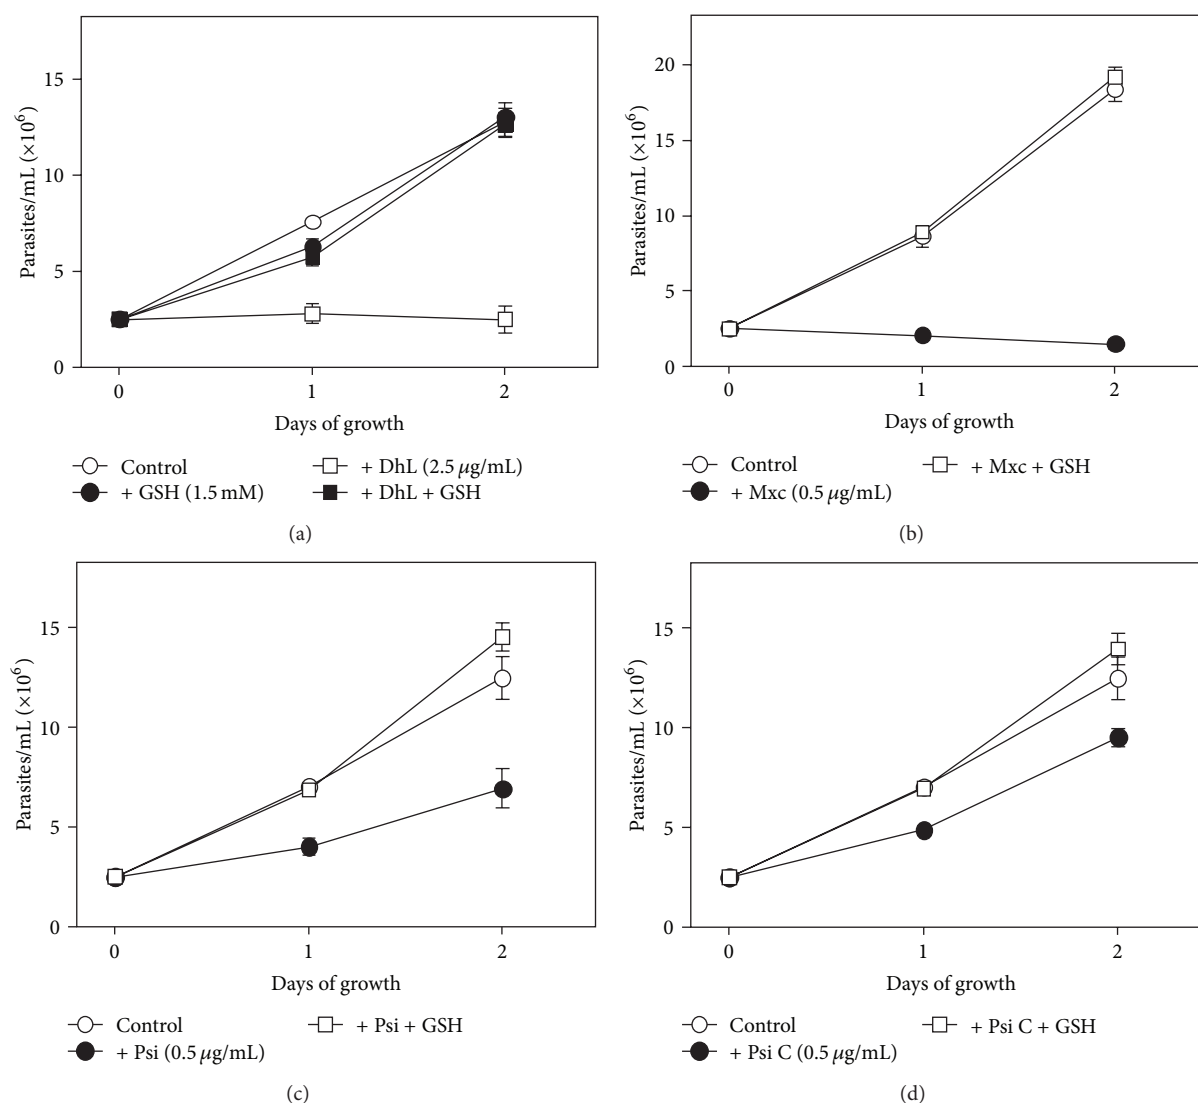 Parasites/mL (×10⁶)
15
10
5
0
0 1 2
Days of growth
Control
+ GSH (1.5 mM)
+ DhL (2.5 μg/mL)
+ DhL + GSH
(a)
Parasites/mL (×10⁶)
20
15
10
5
0
0 1 2
Days of growth
Control
+ Mxc (0.5 μg/mL)
+ Mxc + GSH
(b)
Parasites/mL (×10⁶)
15
10
5
0
0 1 2
Days of growth
Control
+ Psi (0.5 μg/mL)
+ Psi + GSH
(c)
Parasites/mL (×10⁶)
15
10
5
0
0 1 2
Days of growth
Control
+ Psi C (0.5 μg/mL)
+ Psi C + GSH
(d)